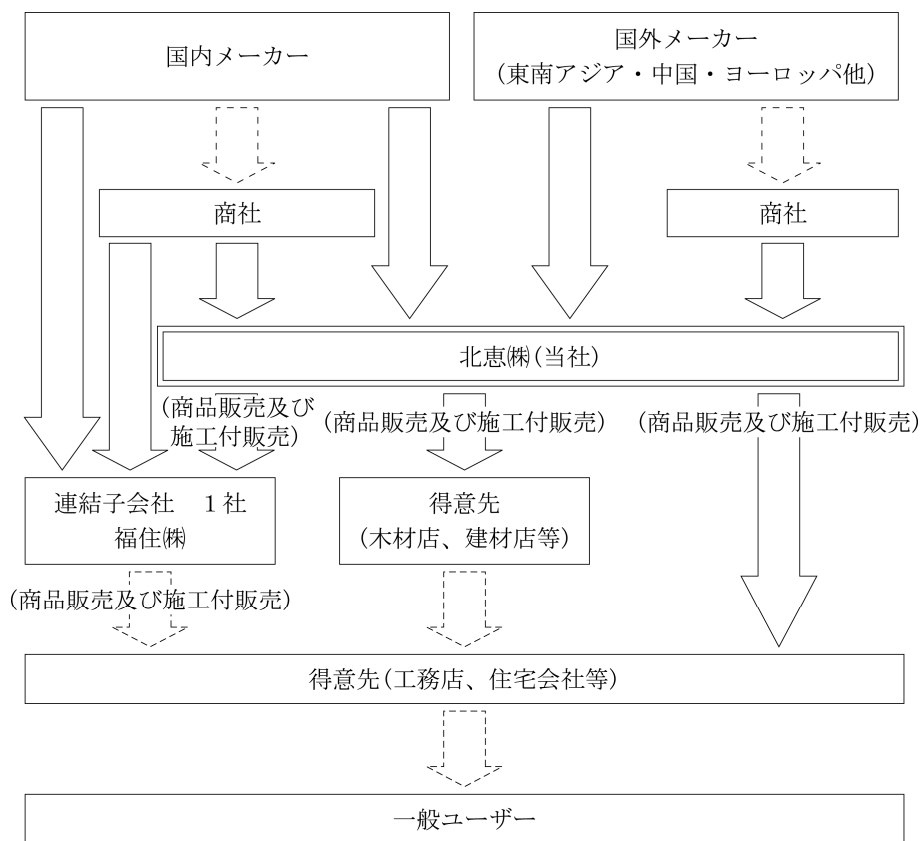 国内メーカー
国外メーカー
(東南アジア・中国・ヨーロッパ他)
商社
商社
北恵㈱(当社)
(商品販売及び
施工付販売)
(商品販売及び施工付販売)
(商品販売及び施工付販売)
連結子会社　1社
福住㈱
得意先
(木材店、建材店等)
(商品販売及び施工付販売)
得意先(工務店、住宅会社等)
一般ユーザー